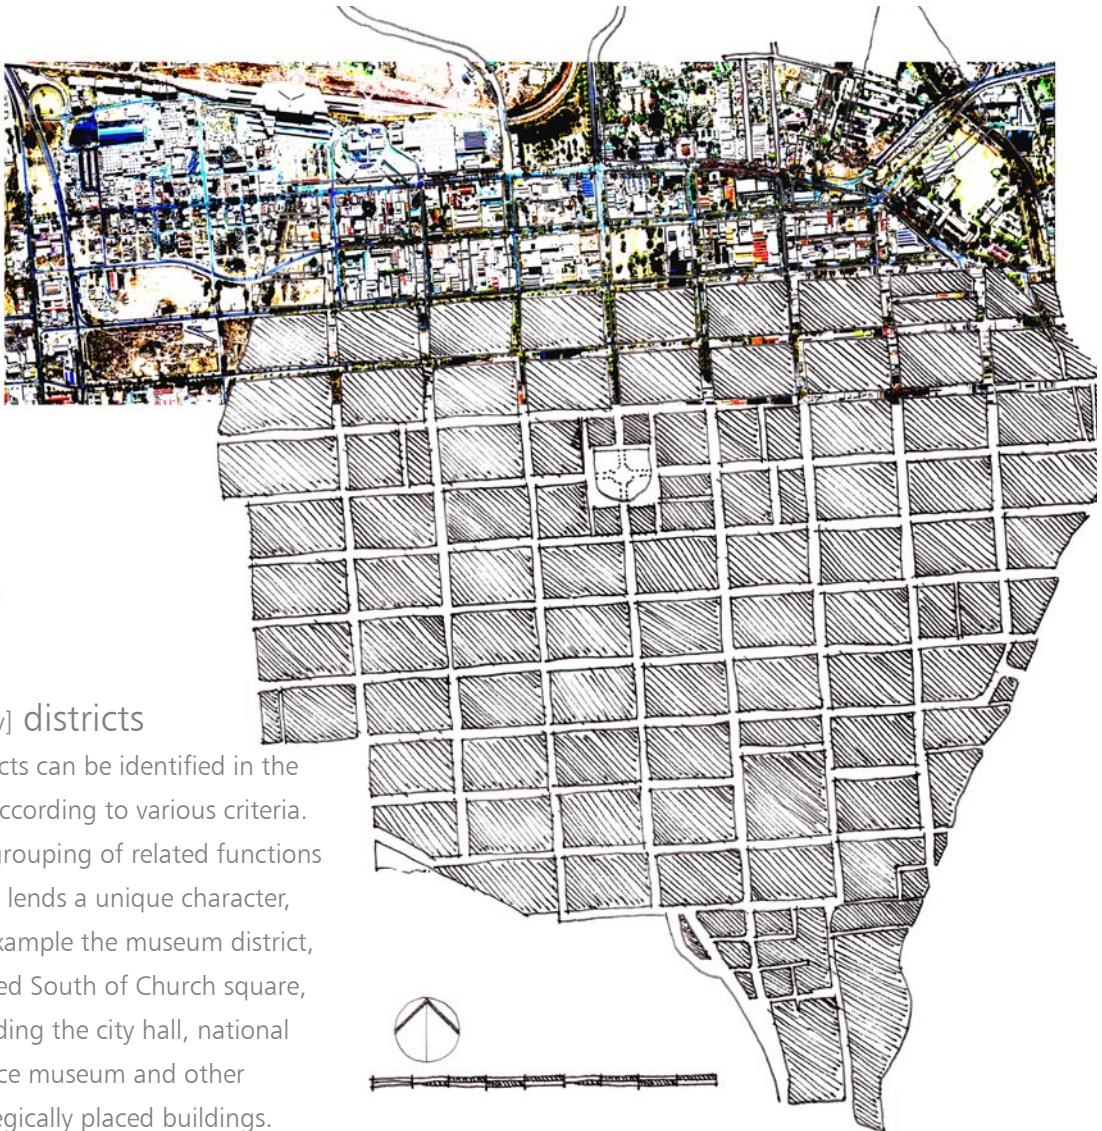 y] districts
cts can be identified in the
ccording to various criteria.
grouping of related functions
lends a unique character,
xample the museum district,
ed South of Church square,
ding the city hall, national
ce museum and other
egically placed buildings.